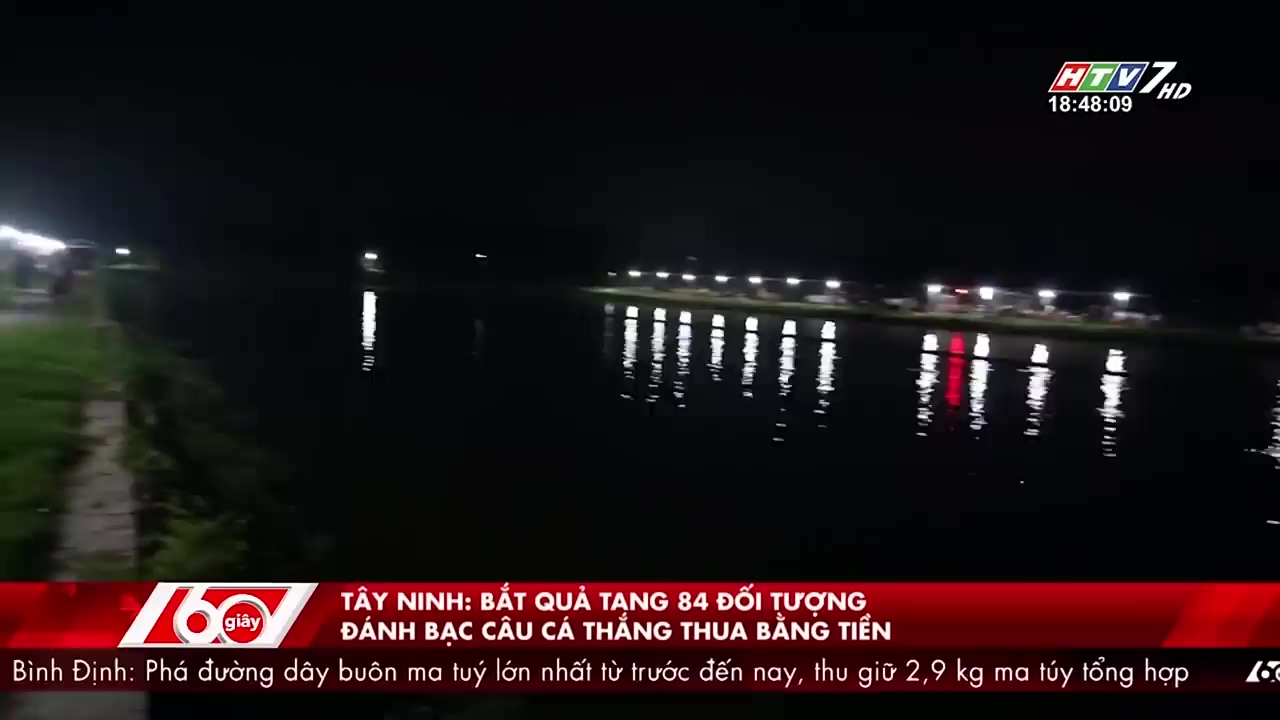 HTV7 HD
18:48:09
60 giây
TÂY NINH: BẮT QUẢ TANG 84 ĐỐI TƯỢNG
ĐÁNH BẠC CÂU CÁ THẮNG THUA BẰNG TIỀN
Bình Định: Phá đường dây buôn ma tuý lớn nhất từ trước đến nay, thu giữ 2,9 kg ma túy tổng hợp